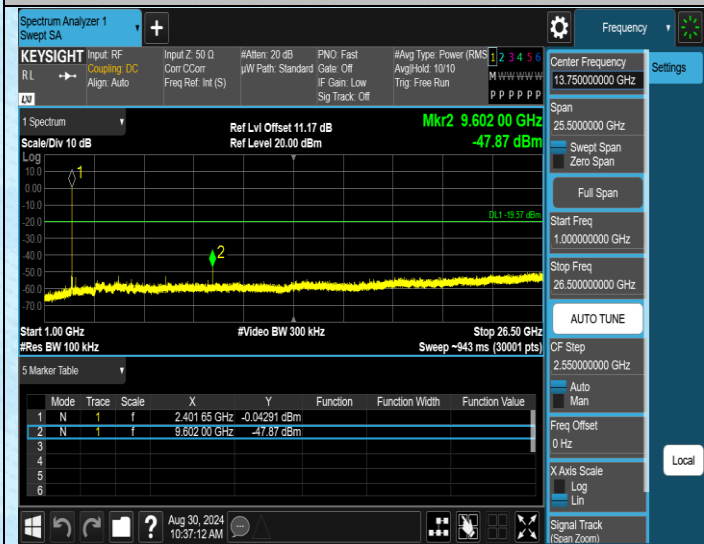 Spectrum Analyzer 1
Swept SA
+
Frequency
KEYSIGHT
RL
LXI
Input: RF
Coupling: DC
Align: Auto
Input Z: 50 Ω
Corr CCorr
Freq Ref: Int (S)
#Atten: 20 dB
µW Path: Standard
PNO: Fast
Gate: Off
IF Gain: Low
Sig Track: Off
#Avg Type: Power (RMS
Avg|Hold: 10/10
Trig: Free Run
1 2 3 4 5 6
M W W W W W
P P P P P P
Settings
Center Frequency
13.750000000 GHz
Span
25.5000000 GHz
Swept Span
Zero Span
Full Span
Start Freq
1.000000000 GHz
Stop Freq
26.500000000 GHz
AUTO TUNE
CF Step
2.550000000 GHz
Auto
Man
Freq Offset
0 Hz
X Axis Scale
Log
Lin
Signal Track
(Span Zoom)
Local
1 Spectrum
Scale/Div 10 dB
Ref Lvl Offset 11.17 dB
Ref Level 20.00 dBm
Mkr2 9.602 00 GHz
-47.87 dBm
Log
10.0
0.00
-10.0
-20.0
-30.0
-40.0
-50.0
-60.0
-70.0
1
2
DL1 -19.57 dBm
Start 1.00 GHz
#Res BW 100 kHz
#Video BW 300 kHz
Stop 26.50 GHz
Sweep ~943 ms (30001 pts)
5 Marker Table
Mode Trace Scale X Y Function Function Width Function Value
1 N 1 f 2.401 65 GHz -0.04291 dBm
2 N 1 f 9.602 00 GHz -47.87 dBm
3
4
5
6
?
Aug 30, 2024
10:37:12 AM